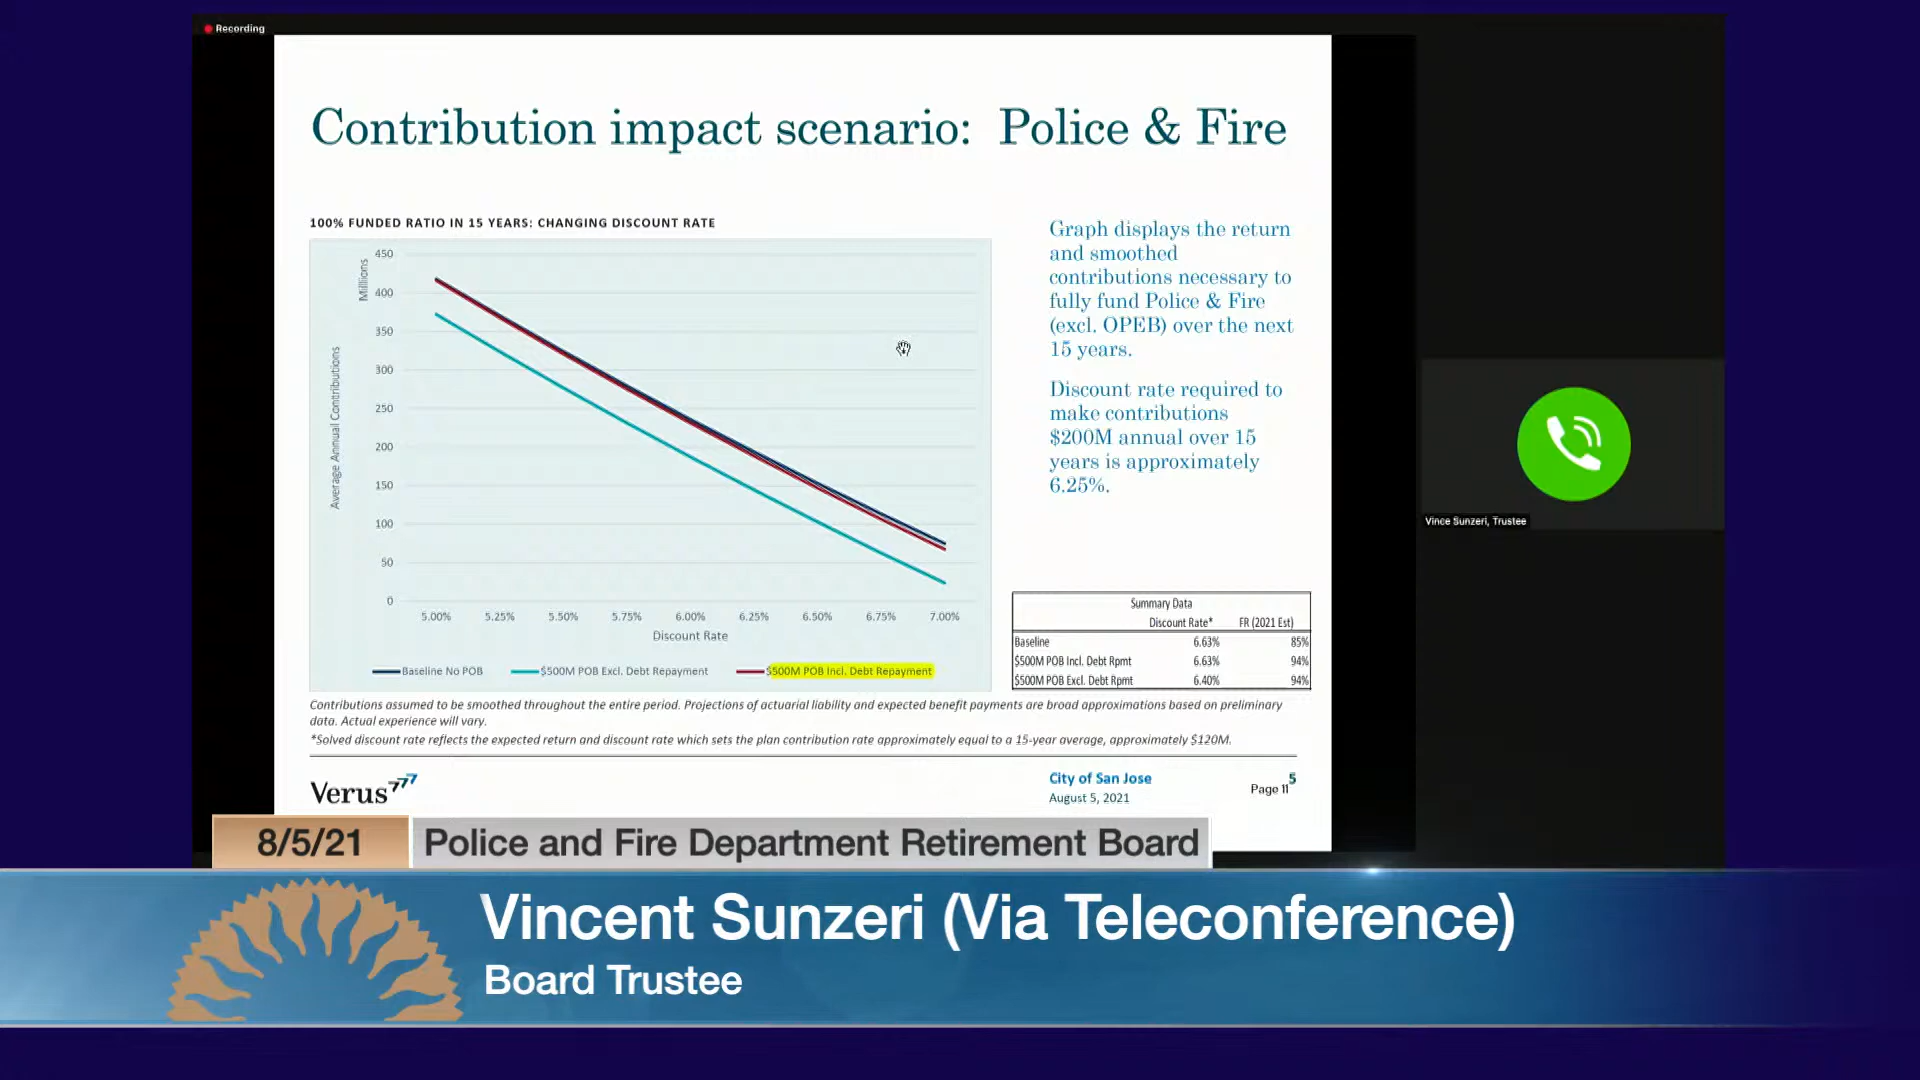 Recording
Contribution impact scenario: Police & Fire
100% FUNDED RATIO IN 15 YEARS: CHANGING DISCOUNT RATE
Millions
Average Annual Contributions
450
400
350
300
250
200
150
100
50
0
5.00% 5.25% 5.50% 5.75% 6.00% 6.25% 6.50% 6.75% 7.00%
Discount Rate
Baseline No POB $500M POB Excl. Debt Repayment $500M POB Incl. Debt Repayment
Graph displays the return
and smoothed
contributions necessary to
fully fund Police & Fire
(excl. OPEB) over the next
15 years.
Discount rate required to
make contributions
$200M annual over 15
years is approximately
6.25%.
Summary Data
Discount Rate* FR (2021 Est)
Baseline 6.63% 85%
$500M POB Incl. Debt Rpmt 6.63% 94%
$500M POB Excl. Debt Rpmt 6.40% 94%
Contributions assumed to be smoothed throughout the entire period. Projections of actuarial liability and expected benefit payments are broad approximations based on preliminary
data. Actual experience will vary.
*Solved discount rate reflects the expected return and discount rate which sets the plan contribution rate approximately equal to a 15-year average, approximately $120M.
Verus777
City of San Jose
August 5, 2021
5
Page 11
Vince Sunzeri, Trustee
8/5/21 Police and Fire Department Retirement Board
Vincent Sunzeri (Via Teleconference)
Board Trustee